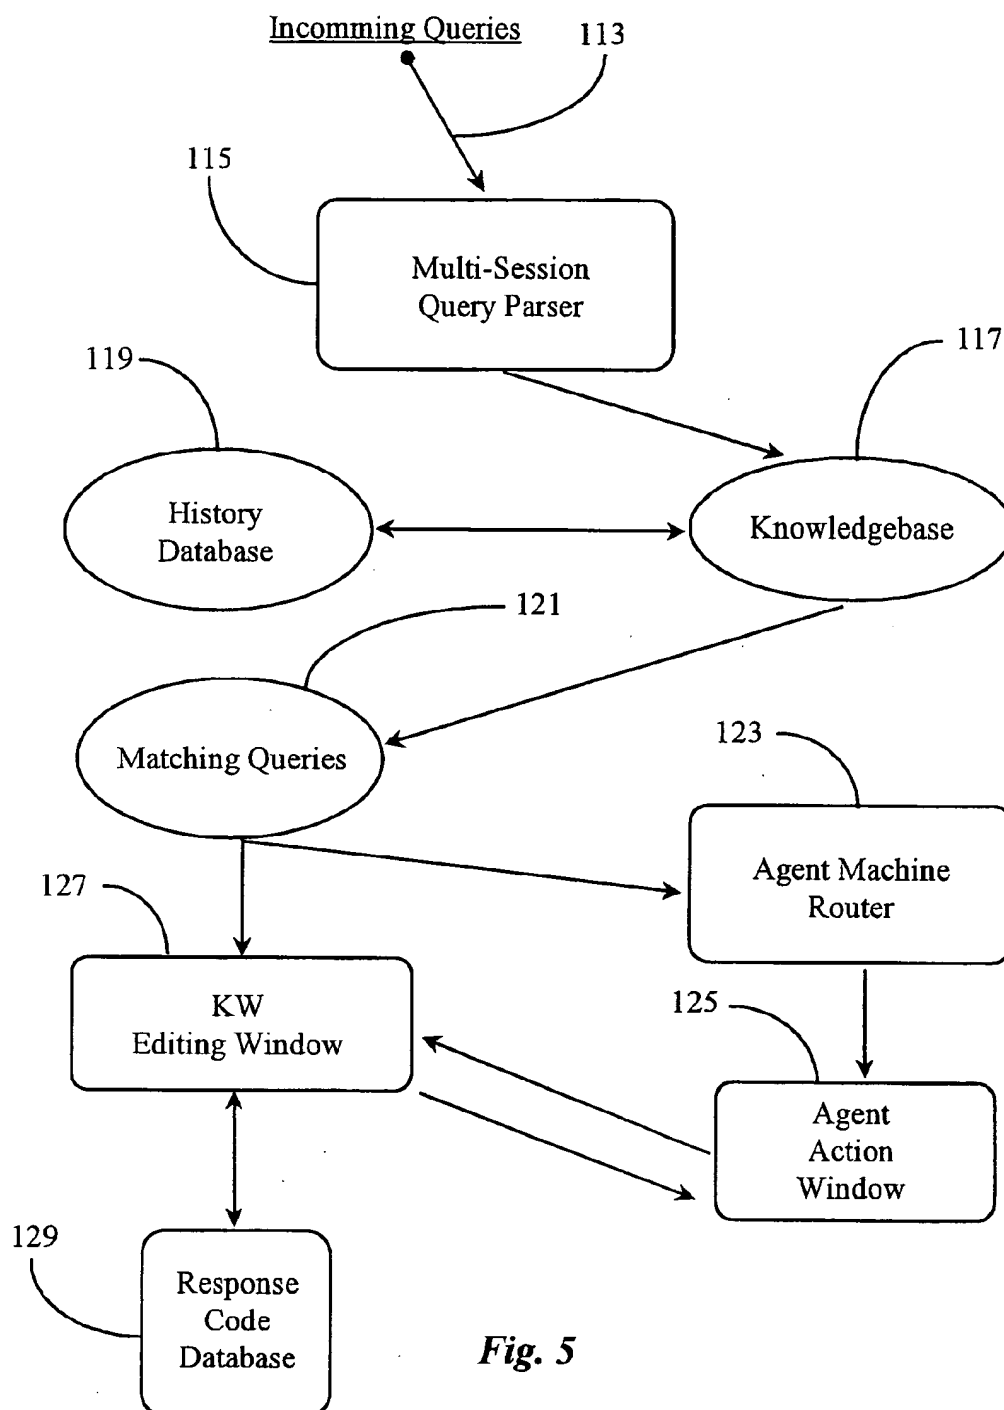 Incomming Queries
113
115
Multi-Session
Query Parser
119
117
History
Database
Knowledgebase
121
Matching Queries
123
Agent Machine
Router
127
KW
Editing Window
125
Agent
Action
Window
129
Response
Code
Database
Fig. 5